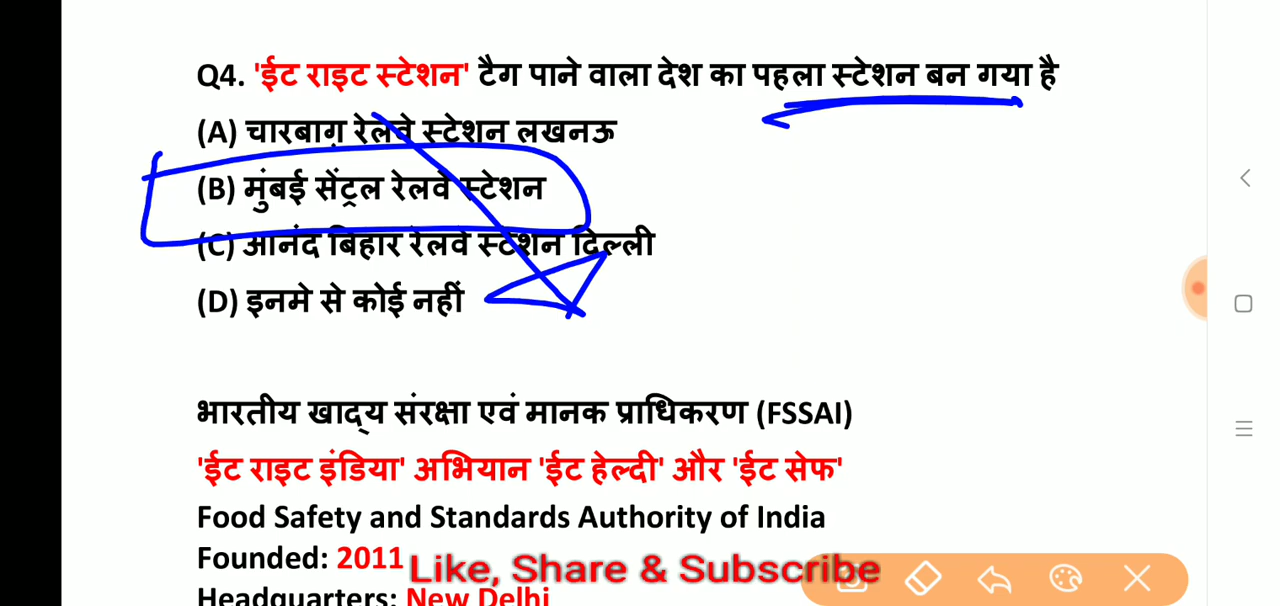 Q4. 'ईट राइट स्टेशन' टैग पाने वाला देश का पहला स्टेशन बन गया है
(A) चारबाग़ रेलवे स्टेशन लखनऊ
(B) मुंबई सेंट्रल रेलवे स्टेशन
(C) आनंद बिहार रेलवे स्टेशन दिल्ली
(D) इनमे से कोई नहीं
भारतीय खाद्य संरक्षा एवं मानक प्राधिकरण (FSSAI)
'ईट राइट इंडिया' अभियान 'ईट हेल्दी' और 'ईट सेफ'
Food Safety and Standards Authority of India
Founded: 2011
Like, Share & Subscribe
Headquarters: New Delhi